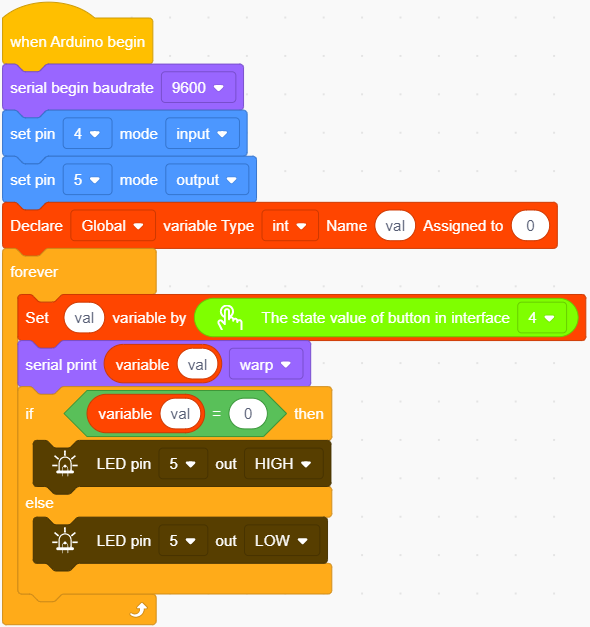 when Arduino begin
serial begin baudrate 9600
set pin 4 mode input
set pin 5 mode output
Declare Global variable Type int Name val Assigned to 0
forever
Set val variable by The state value of button in interface 4
serial print variable val warp
if variable val = 0 then
LED pin 5 out HIGH
else
LED pin 5 out LOW